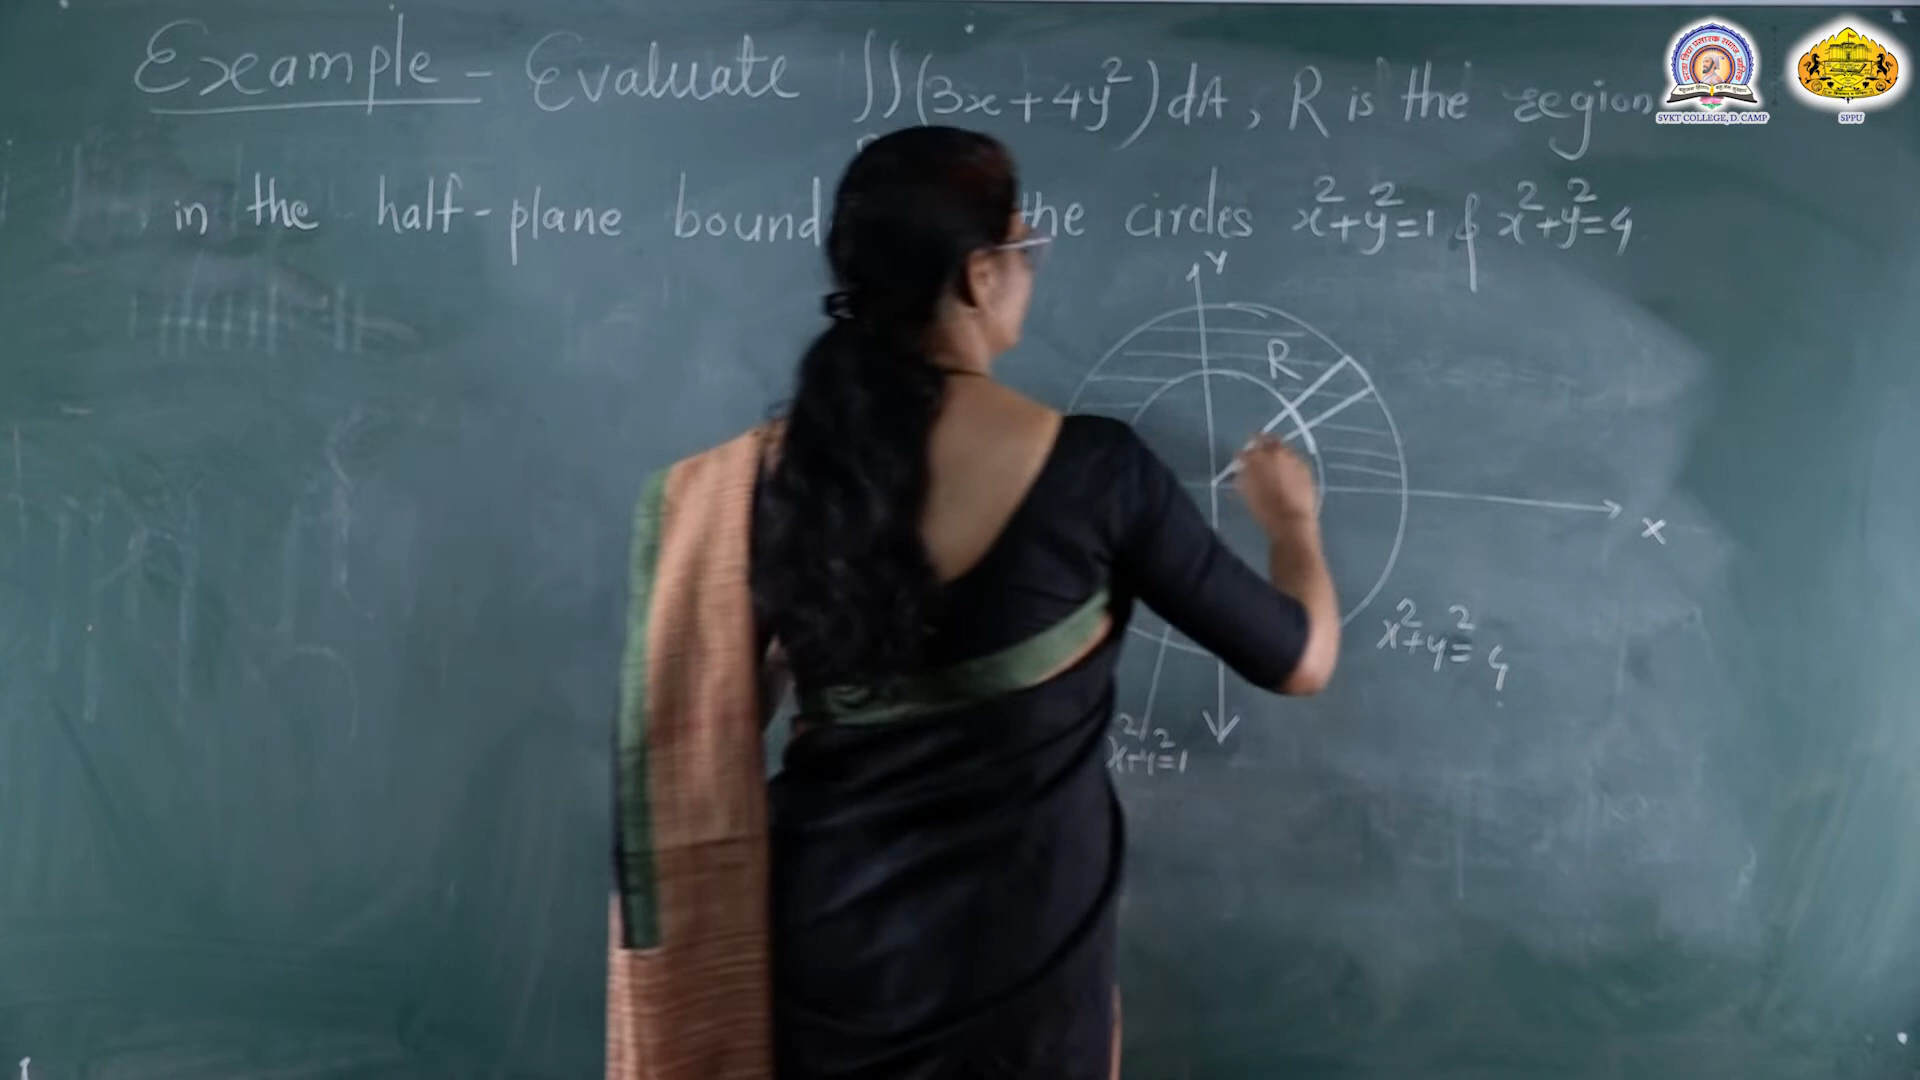 Example - Evaluate ∬(3x+4y²)dA, R is the region
in the half-plane bound the circles x²+y²=1 & x²+y²=4
Y
R
X
x²+y²=4
x²+y²=1
SVKT COLLEGE, D. CAMP
SPPU